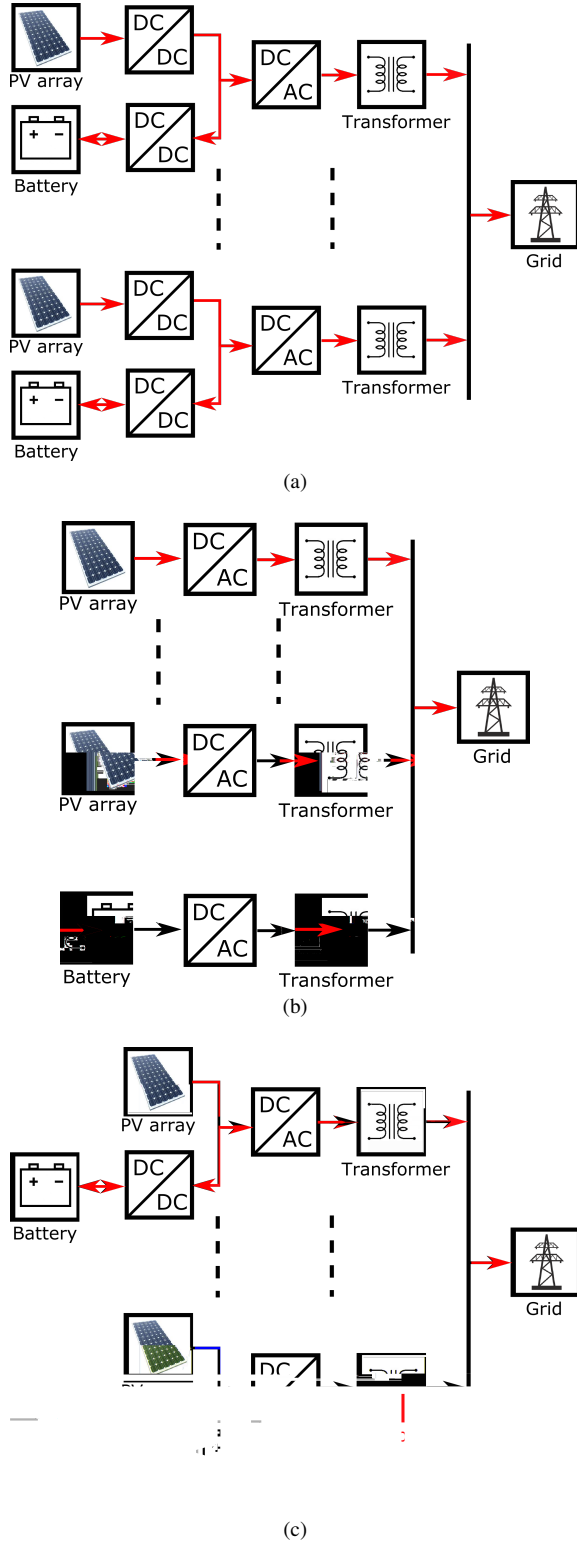 DC
DC
DC
AC
PV array
Transformer
+ −
DC
DC
Battery
Grid
DC
DC
DC
AC
PV array
Transformer
+ −
DC
DC
Battery
(a)
DC
AC
PV array
Transformer
Grid
DC
AC
PV array
Transformer
DC
AC
Battery
Transformer
(b)
PV array
DC
AC
Transformer
+ −
DC
DC
Battery
Grid
DC
(c)